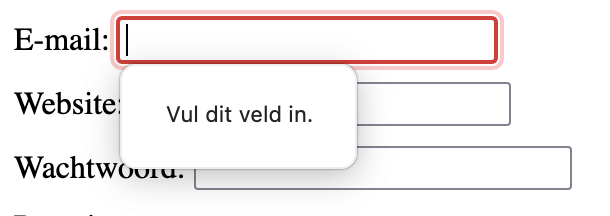 E-mail:
Website:
Vul dit veld in.
Wachtwoord: